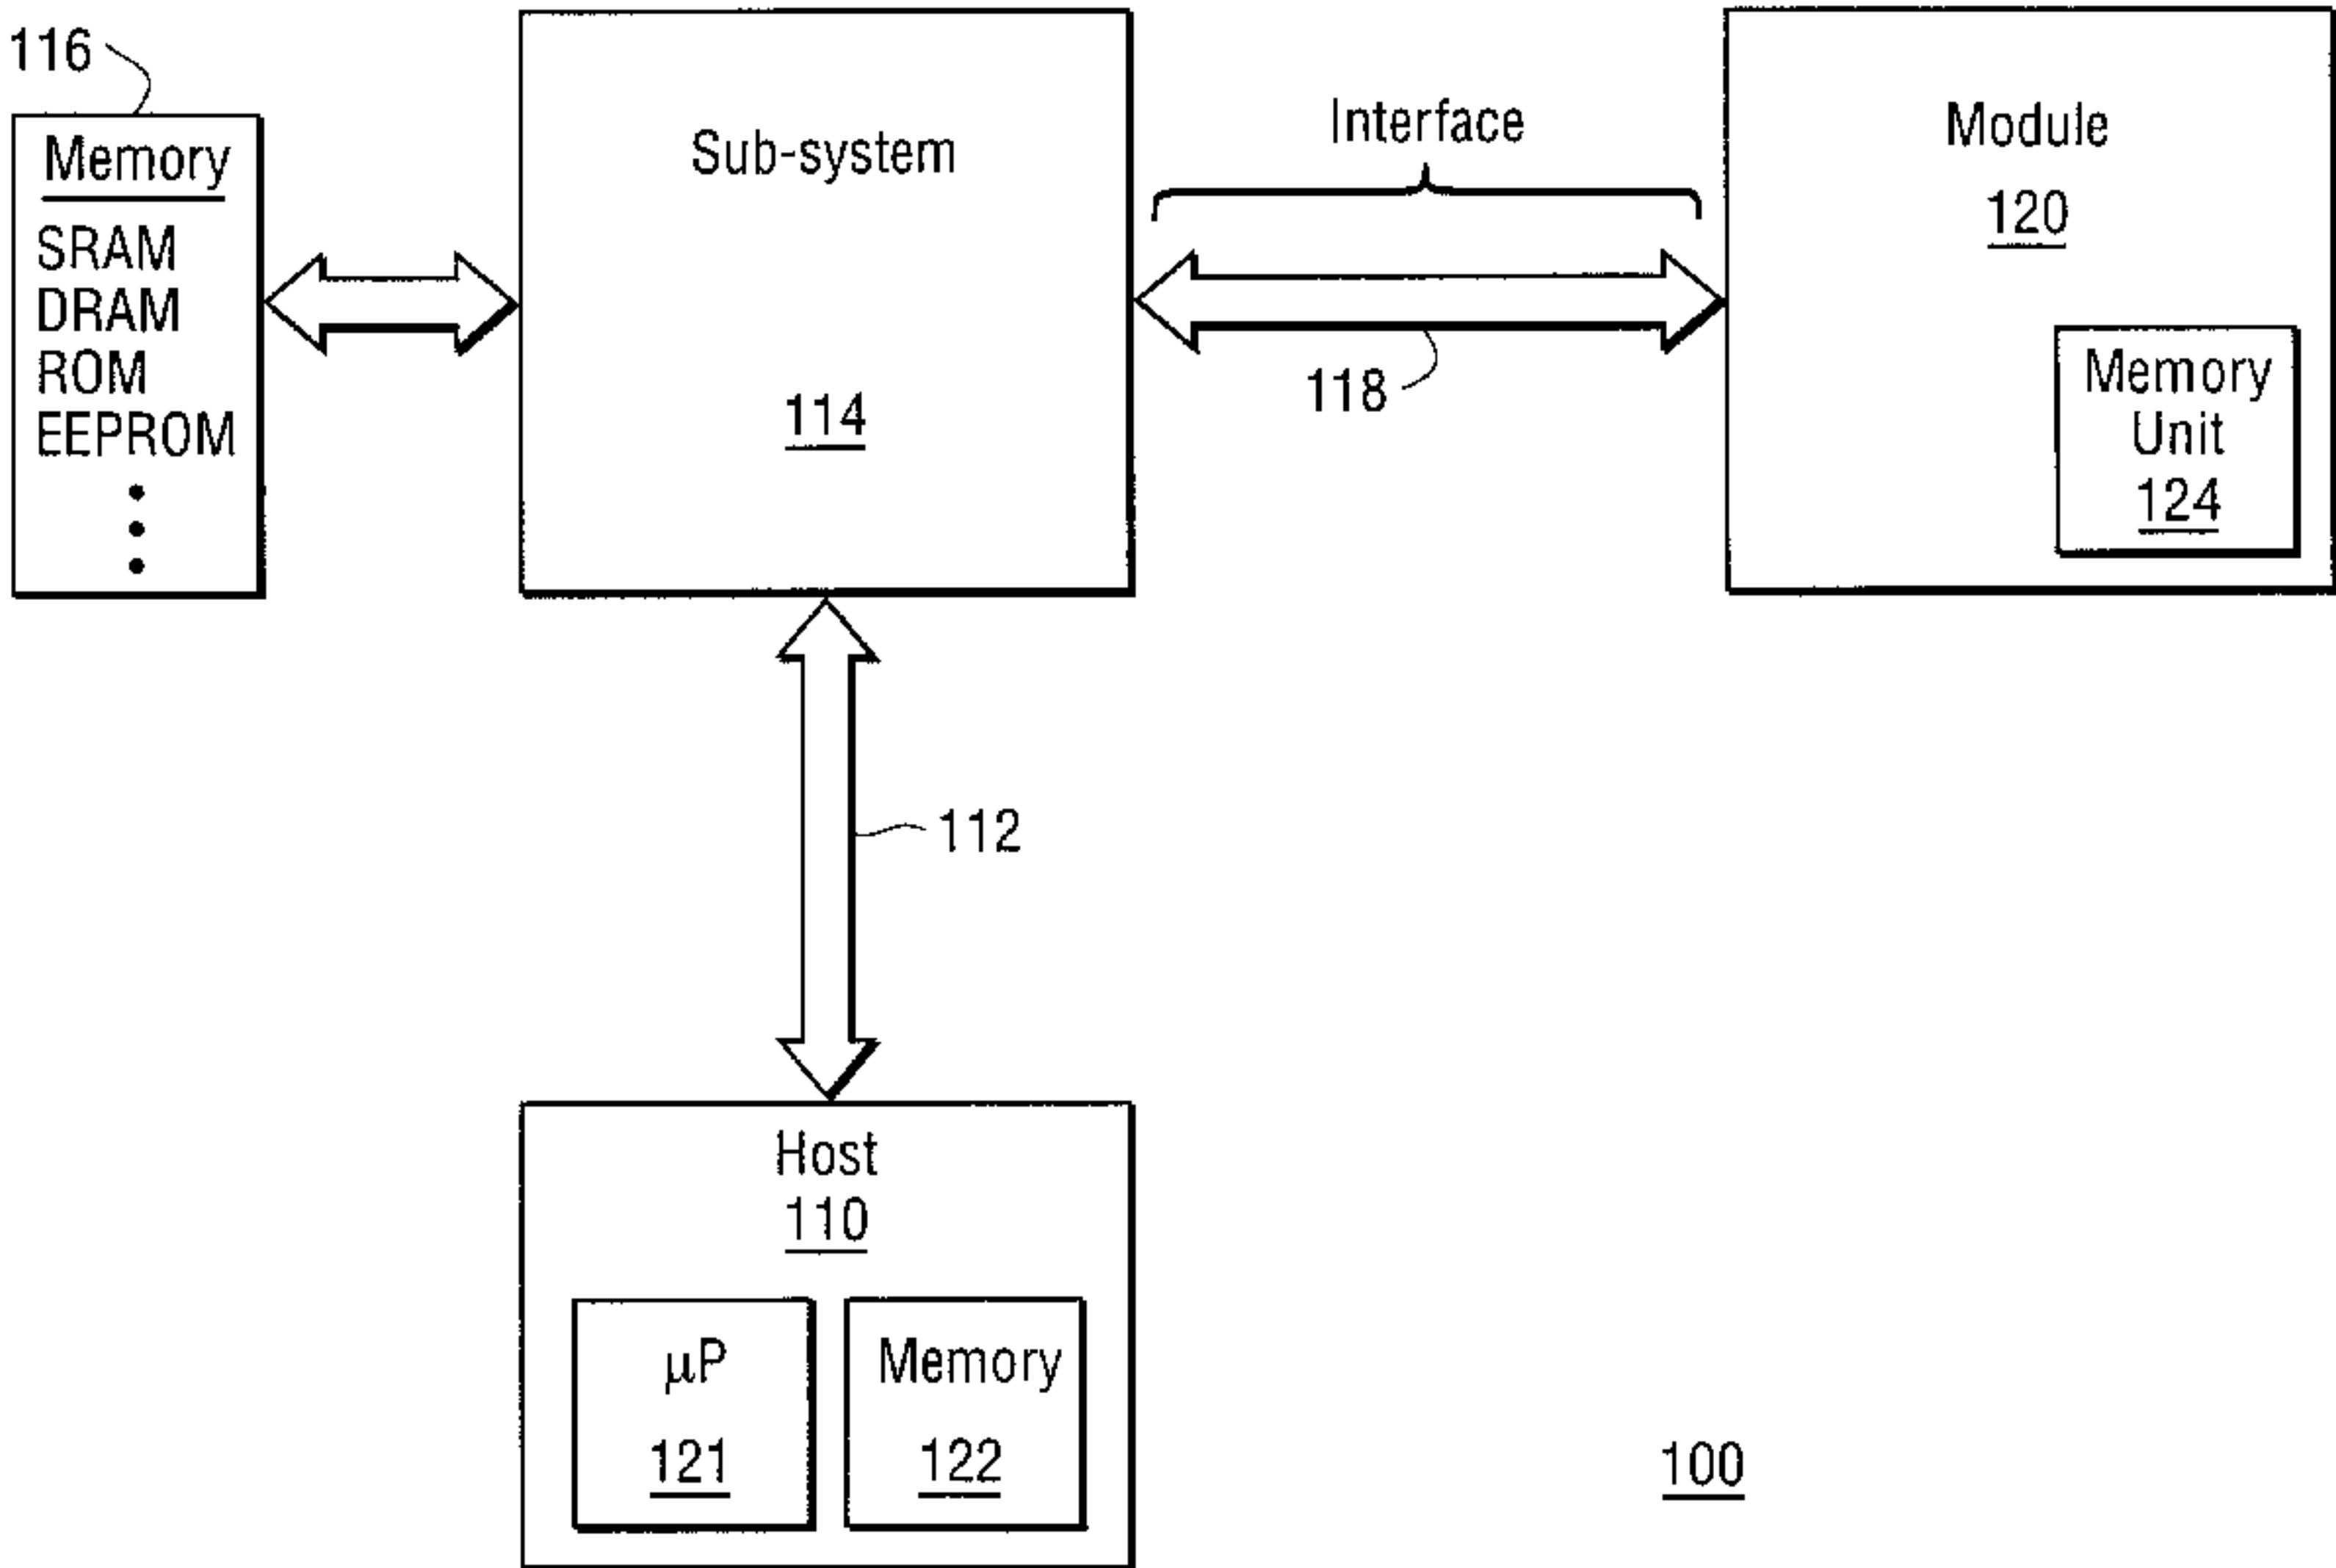 116
Memory
SRAM
DRAM
ROM
EEPROM
Sub-system
114
Interface
118
Module
120
Memory
Unit
124
112
Host
110
µP
121
Memory
122
100